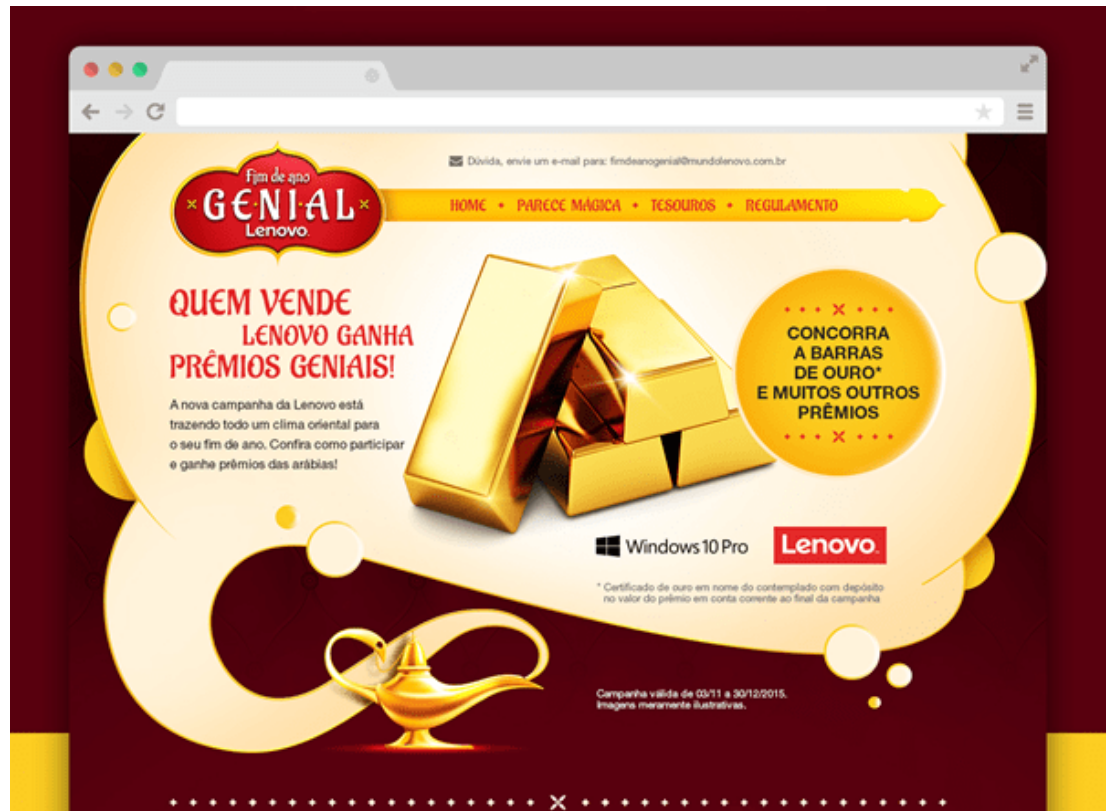 Dúvida, envie um e-mail para: fimdeanogenial@mundolenovo.com.br
Fim de ano
GENIAL
Lenovo
HOME • PARECE MÁGICA • TESOUROS • REGULAMENTO
QUEM VENDE
LENOVO GANHA
PRÊMIOS GENIAIS!
A nova campanha da Lenovo está
trazendo todo um clima oriental para
o seu fim de ano. Confira como participar
e ganhe prêmios das arábias!
CONCORRA
A BARRAS
DE OURO*
E MUITOS OUTROS
PRÊMIOS
Windows 10 Pro
Lenovo
* Certificado de ouro em nome do contemplado com depósito
no valor do prêmio em conta corrente ao final da campanha
Campanha válida de 03/11 a 30/12/2015.
Imagens meramente ilustrativas.